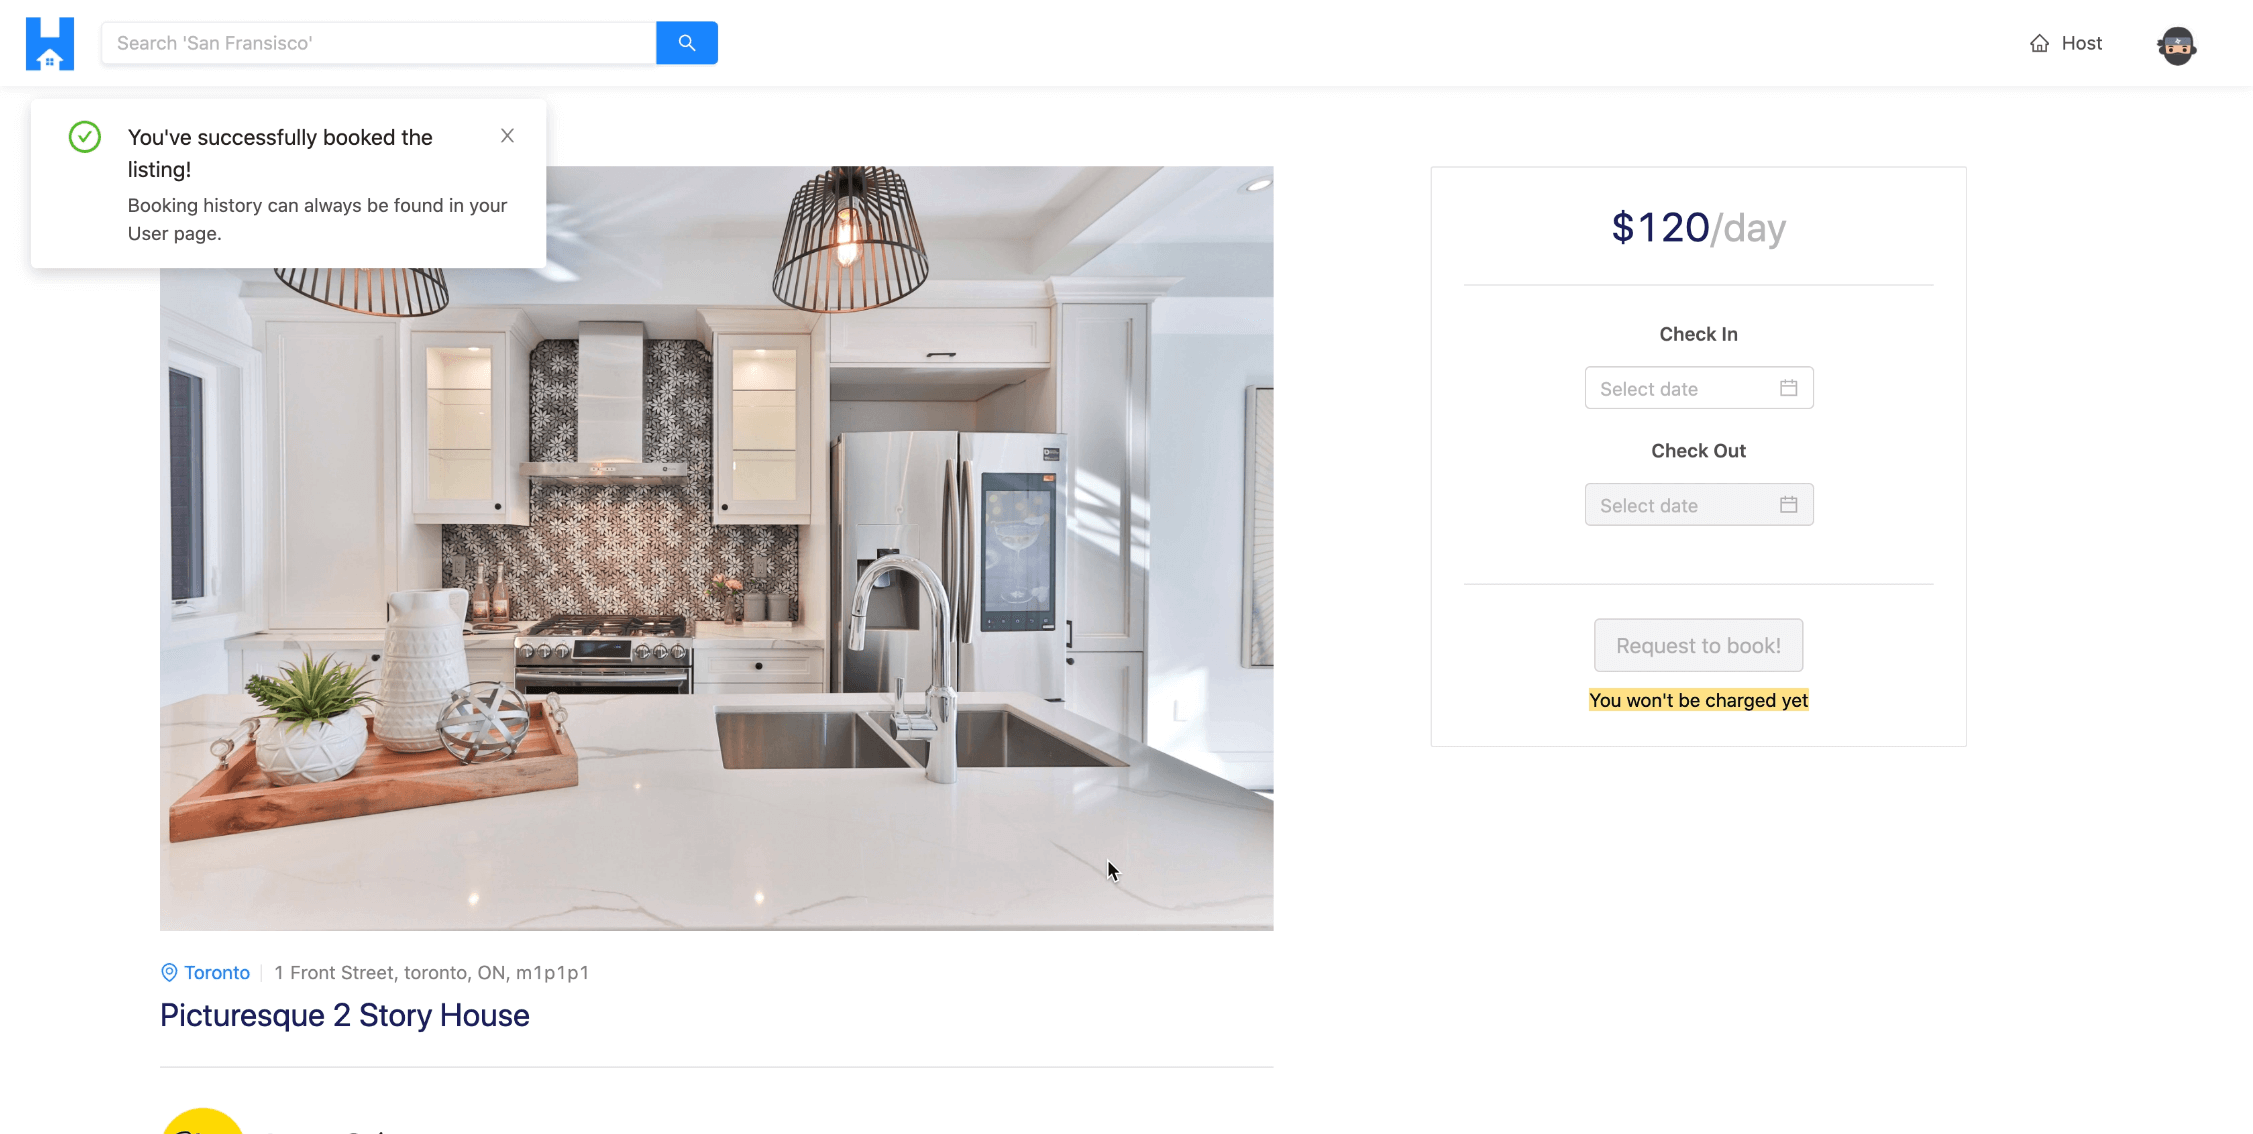 Search 'San Fransisco'
Host
You've successfully booked the
listing!
Booking history can always be found in your
User page.
$120/day
Check In
Select date
Check Out
Select date
Request to book!
You won't be charged yet
Toronto
1 Front Street, toronto, ON, m1p1p1
Picturesque 2 Story House